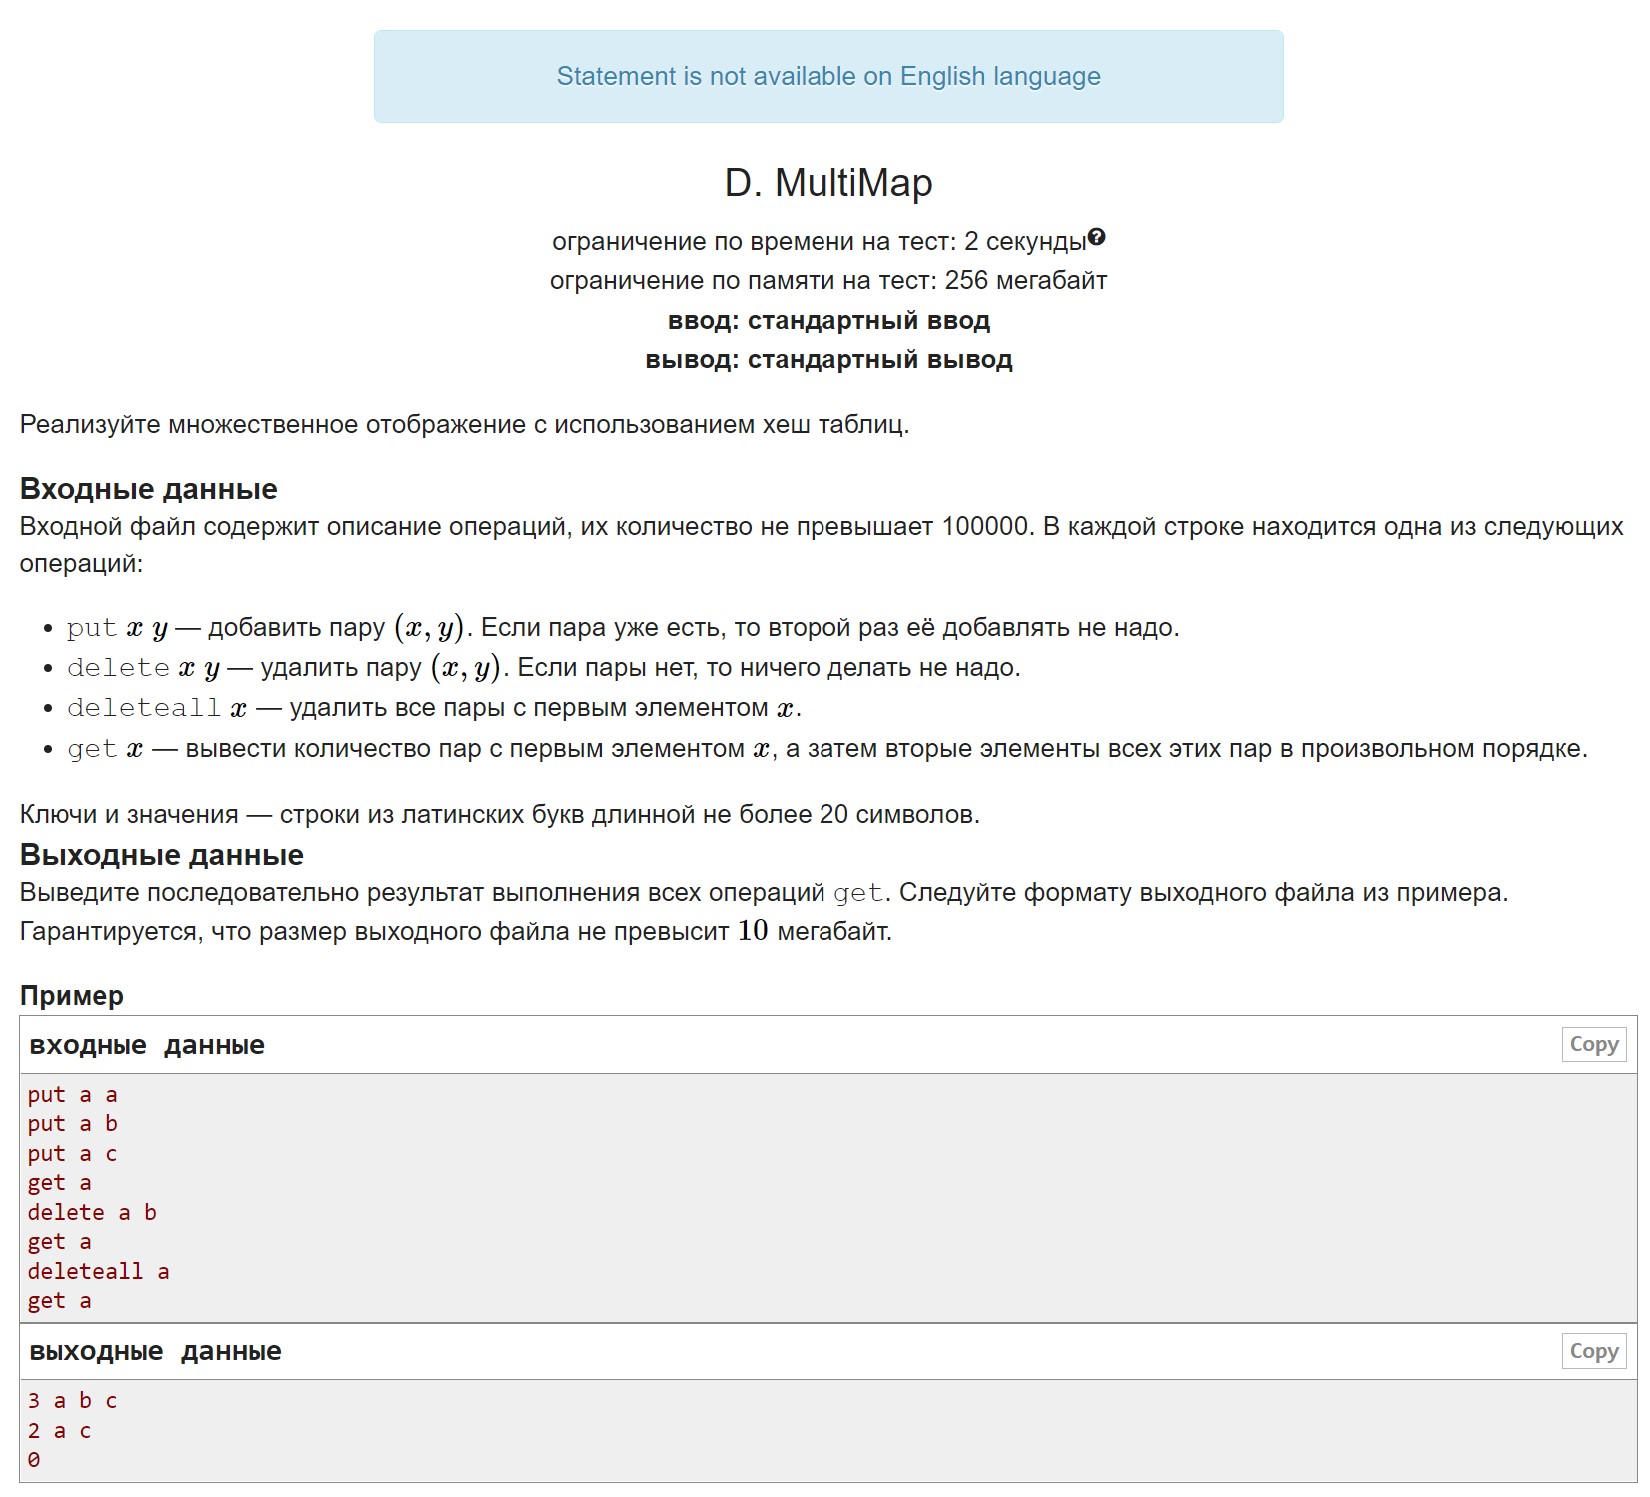 Statement is not available on English language
D. MultiMap
ограничение по времени на тест: 2 секунды
ограничение по памяти на тест: 256 мегабайт
ввод: стандартный ввод
вывод: стандартный вывод
Реализуйте множественное отображение с использованием хеш таблиц.
Входные данные
Входной файл содержит описание операций, их количество не превышает 100000. В каждой строке находится одна из следующих
операций:
• put x y — добавить пару (x, y). Если пара уже есть, то второй раз её добавлять не надо.
• delete x y — удалить пару (x, y). Если пары нет, то ничего делать не надо.
• deleteall x — удалить все пары с первым элементом x.
• get x — вывести количество пар с первым элементом x, а затем вторые элементы всех этих пар в произвольном порядке.
Ключи и значения — строки из латинских букв длинной не более 20 символов.
Выходные данные
Выведите последовательно результат выполнения всех операций get. Следуйте формату выходного файла из примера.
Гарантируется, что размер выходного файла не превысит 10 мегабайт.
Пример
входные данные Copy
put a a
put a b
put a c
get a
delete a b
get a
deleteall a
get a
выходные данные Copy
3 a b c
2 a c
0